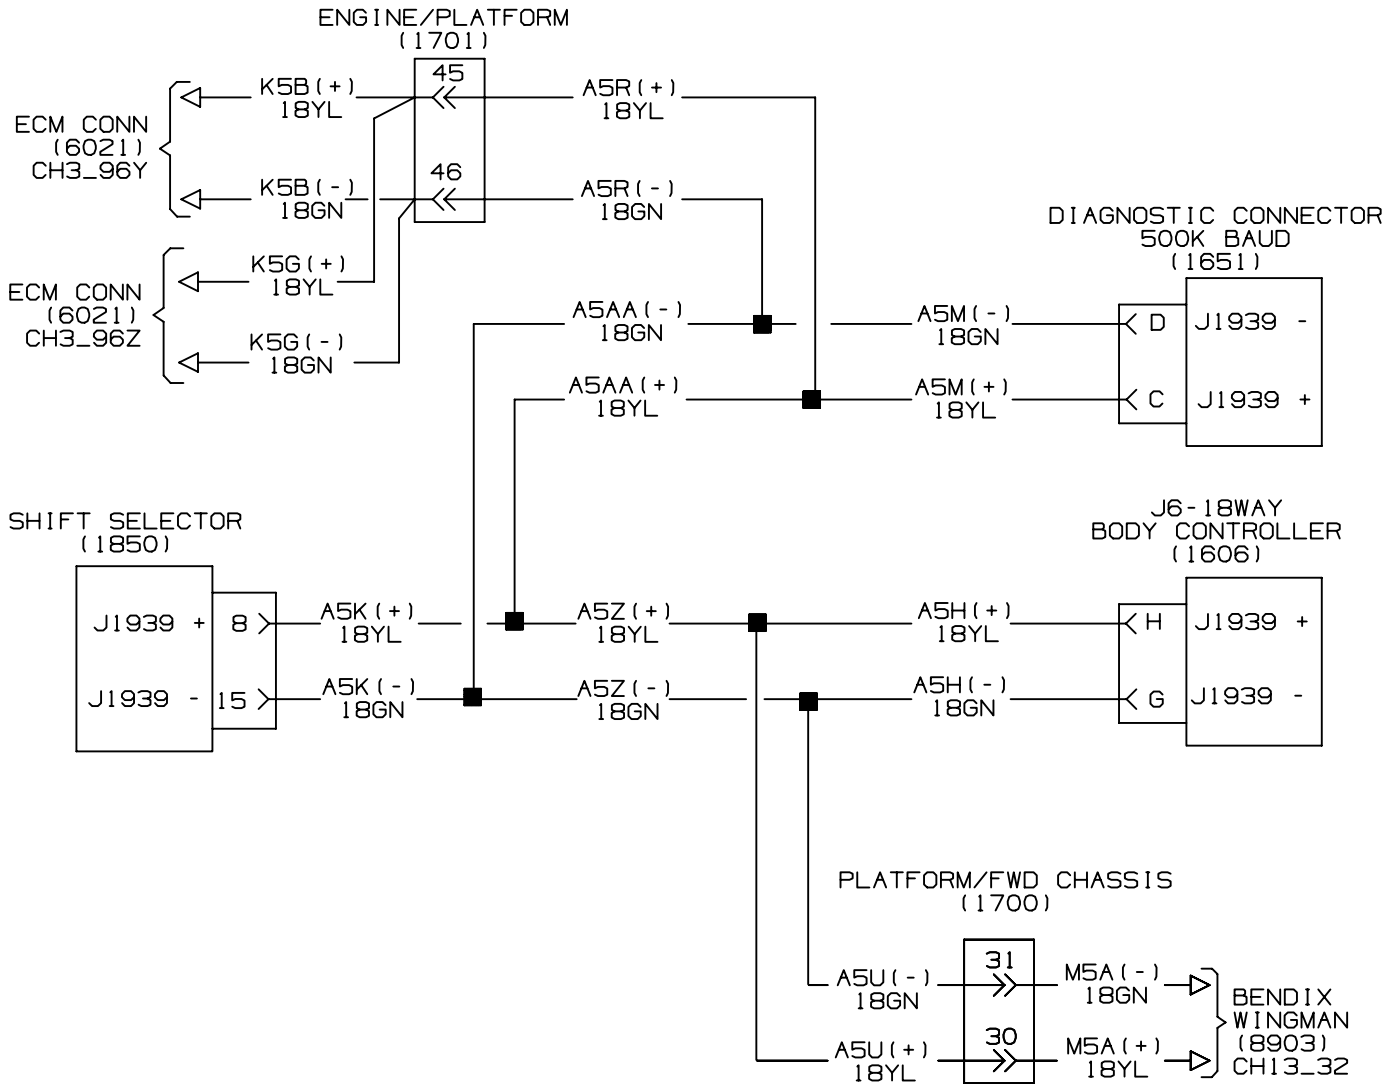 ENGINE/PLATFORM
(1701)
45
K5B(+)
18YL
A5R(+)
18YL
ECM CONN
(6021)
CH3_96Y
46
K5B(-)
18GN
A5R(-)
18GN
DIAGNOSTIC CONNECTOR
500K BAUD
(1651)
K5G(+)
18YL
ECM CONN
(6021)
CH3_96Z
K5G(-)
18GN
A5AA(-)
18GN
A5M(-)
18GN
D
J1939 -
A5AA(+)
18YL
A5M(+)
18YL
C
J1939 +
SHIFT SELECTOR
(1850)
J6-18WAY
BODY CONTROLLER
(1606)
J1939 +
8
A5K(+)
18YL
A5Z(+)
18YL
A5H(+)
18YL
H
J1939 +
J1939 -
15
A5K(-)
18GN
A5Z(-)
18GN
A5H(-)
18GN
G
J1939 -
PLATFORM/FWD CHASSIS
(1700)
31
A5U(-)
18GN
M5A(-)
18GN
30
A5U(+)
18YL
M5A(+)
18YL
BENDIX
WINGMAN
(8903)
CH13_32